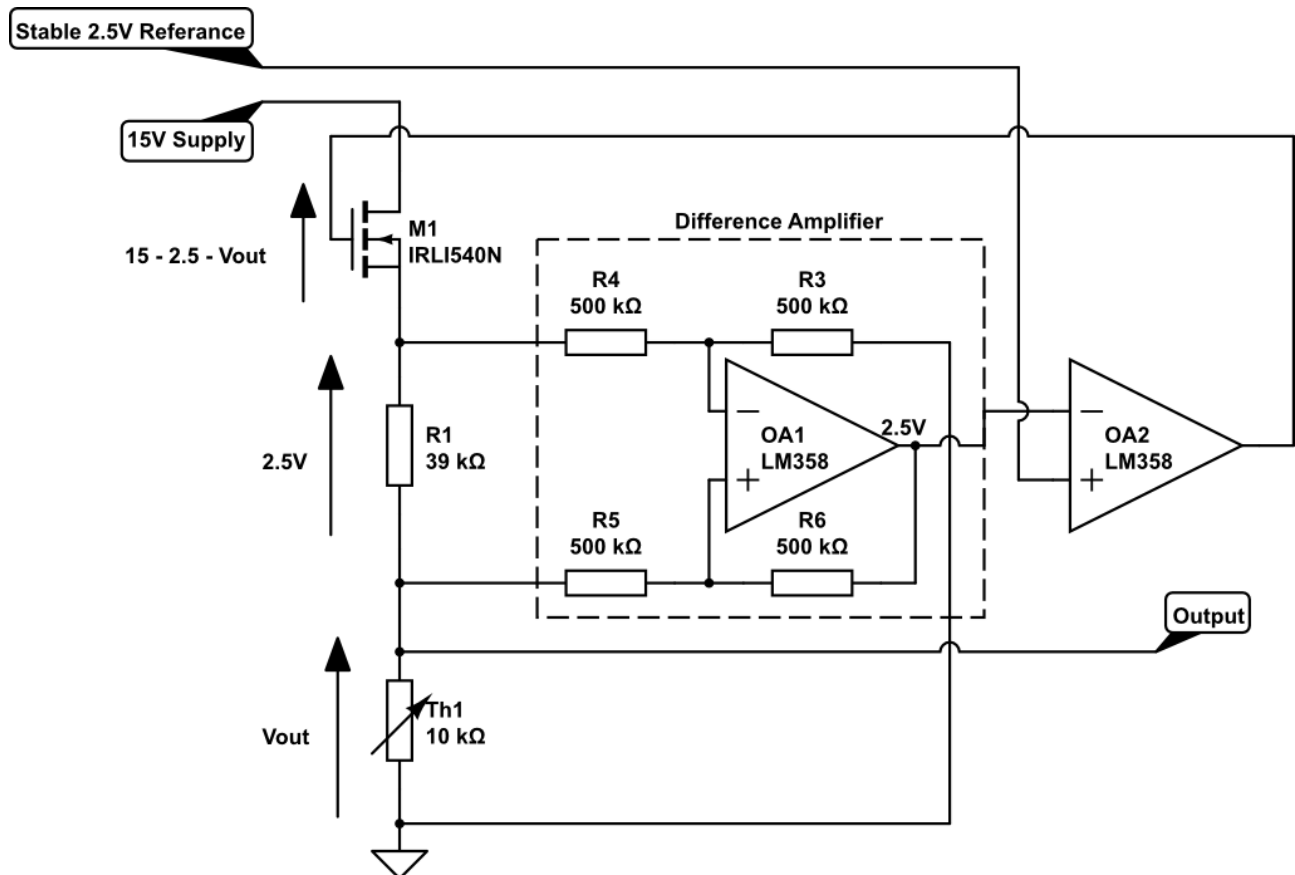 Stable 2.5V Referance
15V Supply
15 - 2.5 - Vout
M1
IRLI540N
Difference Amplifier
R4
500 kΩ
R3
500 kΩ
2.5V
R1
39 kΩ
OA1
LM358
2.5V
OA2
LM358
R5
500 kΩ
R6
500 kΩ
Output
Vout
Th1
10 kΩ